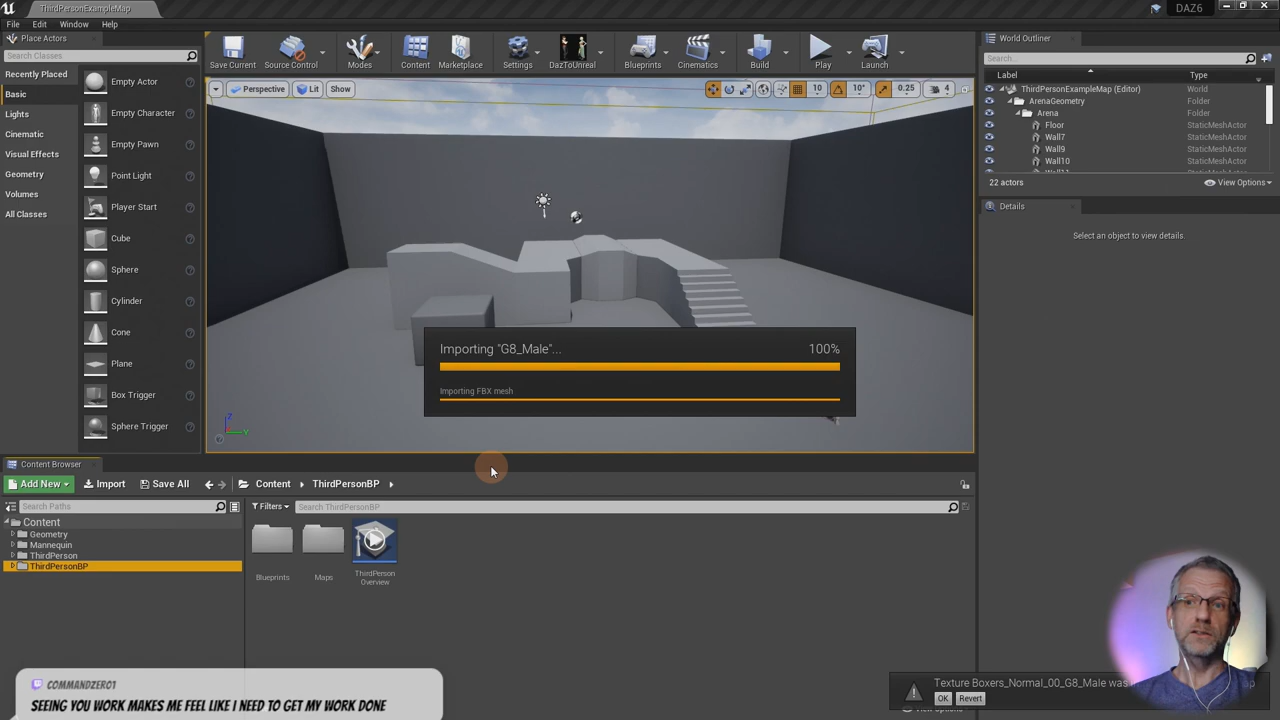 ThirdPersonExampleMap
DAZ6
File Edit Window Help
Place Actors
Search Classes
Recently Placed
Basic
Lights
Cinematic
Visual Effects
Geometry
Volumes
All Classes
Empty Actor
Empty Character
Empty Pawn
Point Light
Player Start
Cube
Sphere
Cylinder
Cone
Plane
Box Trigger
Sphere Trigger
Save Current
Source Control
Modes
Content
Marketplace
Settings
DazToUnreal
Blueprints
Cinematics
Build
Play
Launch
Perspective Lit Show
10 10° 0.25 4
Importing "G8_Male"... 100%
Importing FBX mesh
World Outliner
Search...
Label Type
ThirdPersonExampleMap (Editor) World
ArenaGeometry Folder
Arena Folder
Floor StaticMeshActor
Wall7 StaticMeshActor
Wall9 StaticMeshActor
Wall10 StaticMeshActor
22 actors View Options
Details
Select an object to view details.
Content Browser
Add New Import Save All Content ThirdPersonBP
Search Paths
Filters Search ThirdPersonBP
Content
Geometry
Mannequin
ThirdPerson
ThirdPersonBP
Blueprints
Maps
ThirdPerson
Overview
COMMANDZERO1
SEEING YOU WORK MAKES ME FEEL LIKE I NEED TO GET MY WORK DONE
Texture Boxers_Normal_00_G8_Male was
OK Revert